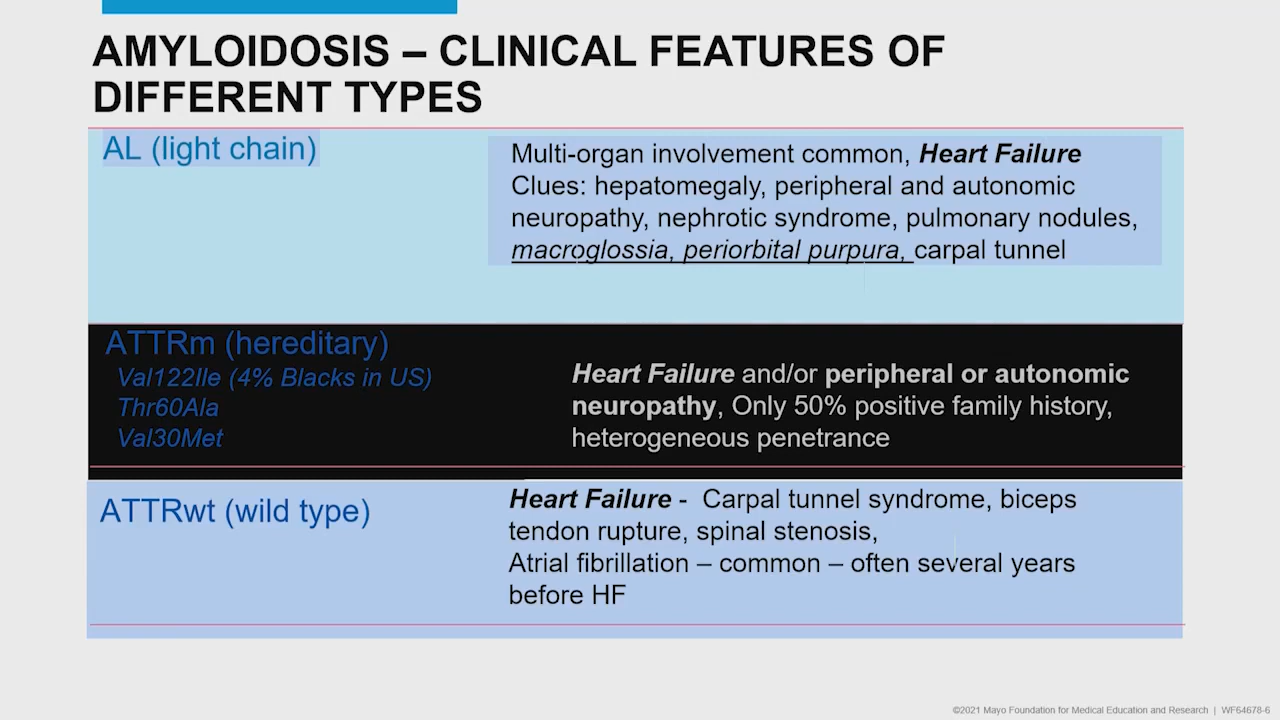 AMYLOIDOSIS – CLINICAL FEATURES OF
DIFFERENT TYPES
AL (light chain)
Multi-organ involvement common, Heart Failure
Clues: hepatomegaly, peripheral and autonomic
neuropathy, nephrotic syndrome, pulmonary nodules,
macroglossia, periorbital purpura, carpal tunnel
ATTRm (hereditary)
Val122Ile (4% Blacks in US)
Thr60Ala
Val30Met
Heart Failure and/or peripheral or autonomic
neuropathy, Only 50% positive family history,
heterogeneous penetrance
ATTRwt (wild type)
Heart Failure - Carpal tunnel syndrome, biceps
tendon rupture, spinal stenosis,
Atrial fibrillation – common – often several years
before HF
©2021 Mayo Foundation for Medical Education and Research | WF64678-6